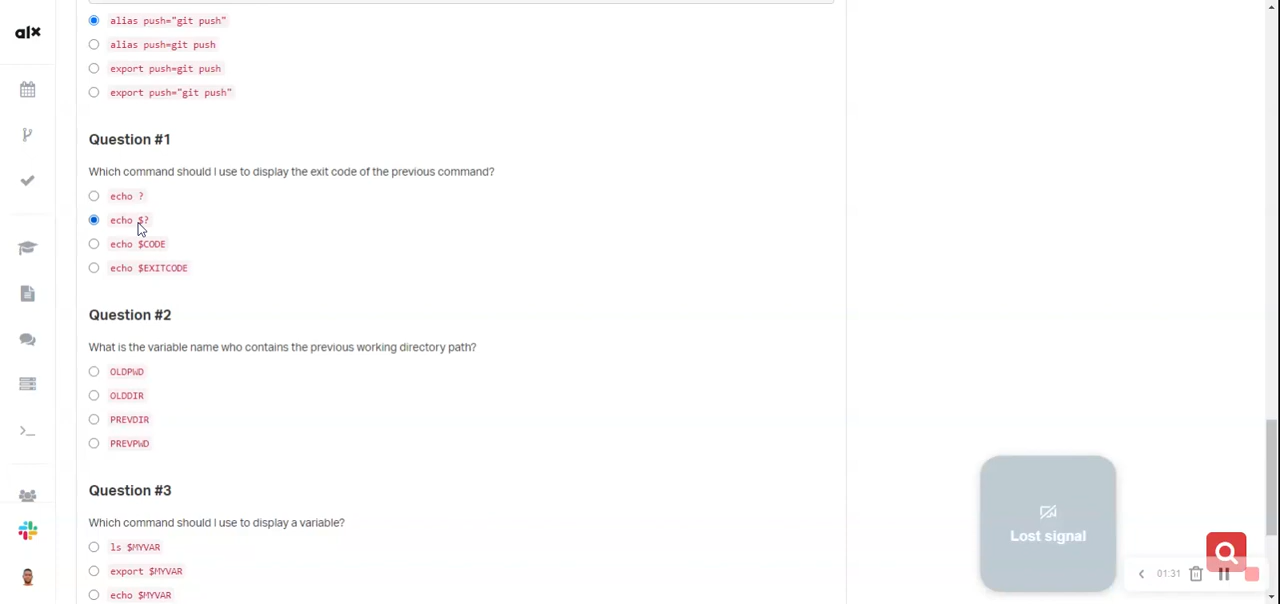 alias push="git push"
alx
alias push=git push
export push=git push
export push="git push"
Question #1
Which command should I use to display the exit code of the previous command?
echo ?
echo $?
echo $CODE
echo $EXITCODE
Question #2
What is the variable name who contains the previous working directory path?
OLDPWD
OLDDIR
PREVDIR
PREVPWD
Question #3
Which command should I use to display a variable?
ls $MYVAR
export $MYVAR
echo $MYVAR
Lost signal
01:31